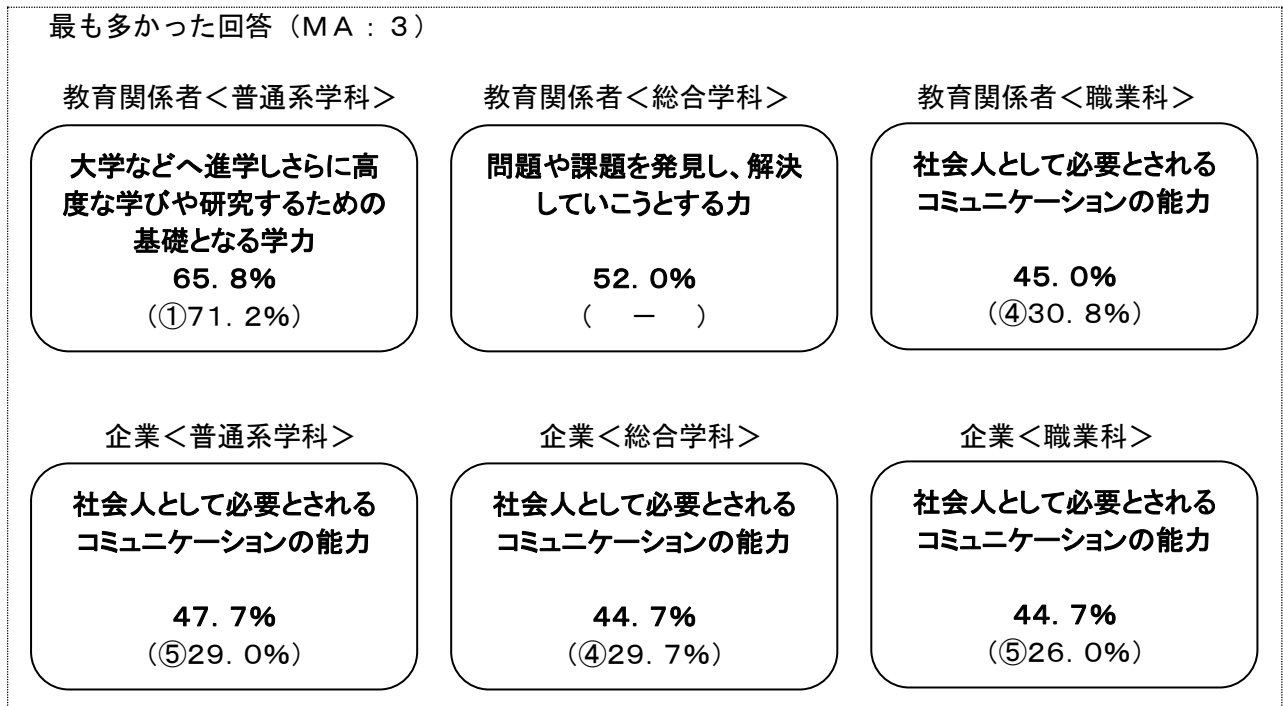 最も多かった回答（ＭＡ：３）
教育関係者＜普通系学科＞
大学などへ進学しさらに高
度な学びや研究するための
基礎となる学力
６５．８％
（①７１．２％）
教育関係者＜総合学科＞
問題や課題を発見し、解決
していこうとする力
５２．０％
（　－　）
教育関係者＜職業科＞
社会人として必要とされる
コミュニケーションの能力
４５．０％
（④３０．８％）
企業＜普通系学科＞
社会人として必要とされる
コミュニケーションの能力
４７．７％
（⑤２９．０％）
企業＜総合学科＞
社会人として必要とされる
コミュニケーションの能力
４４．７％
（④２９．７％）
企業＜職業科＞
社会人として必要とされる
コミュニケーションの能力
４４．７％
（⑤２６．０％）